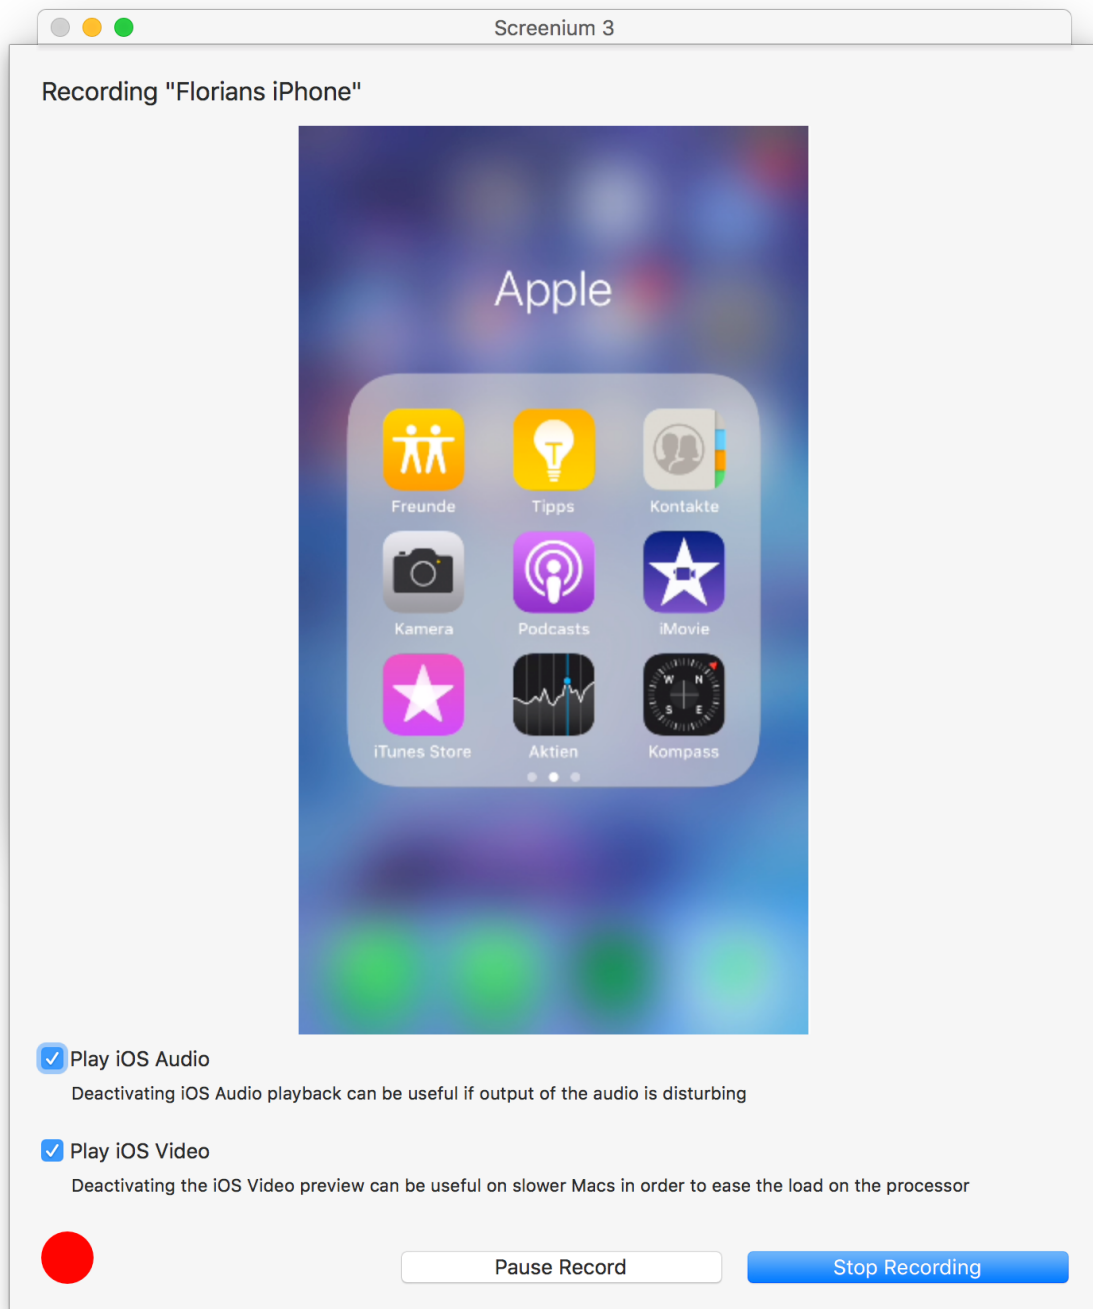 Screenium 3
Recording "Florians iPhone"
Apple
Freunde Tipps Kontakte
Kamera Podcasts iMovie
W N
S E
iTunes Store Aktien Kompass
Play iOS Audio
Deactivating iOS Audio playback can be useful if output of the audio is disturbing
Play iOS Video
Deactivating the iOS Video preview can be useful on slower Macs in order to ease the load on the processor
Pause Record Stop Recording